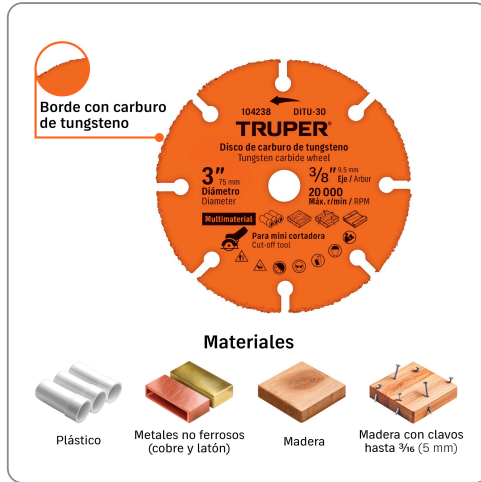 Borde con carburo
de tungsteno
104238 DITU-30
TRUPER®
Disco de carburo de tungsteno
Tungsten carbide wheel
3" 75 mm
Diámetro
Diameter
3/8" 9.5 mm
Eje / Arbor
20 000
Máx. r/min / RPM
Multimaterial
Para mini cortadora
Cut-off tool
Materiales
Plástico
Metales no ferrosos
(cobre y latón)
Madera
Madera con clavos
hasta 3/16 (5 mm)